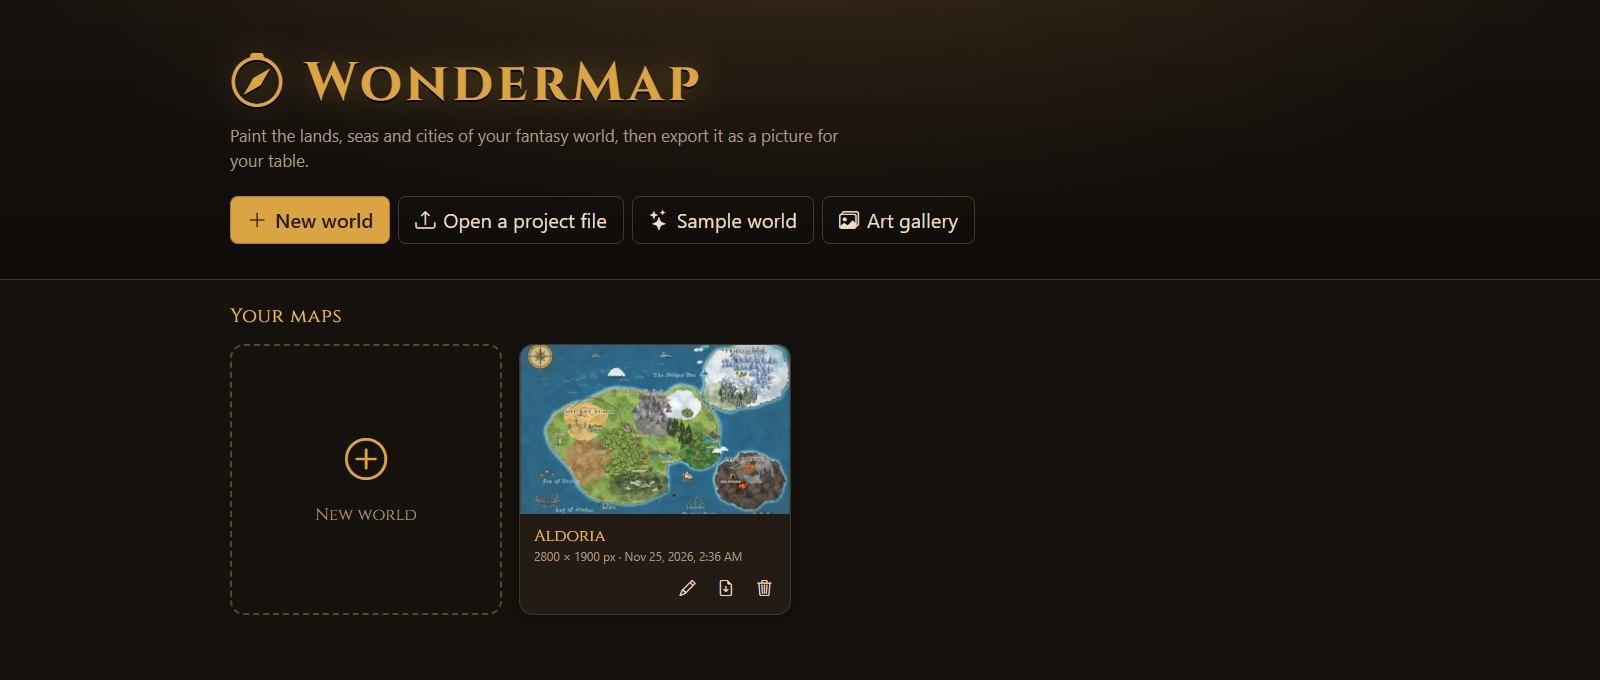 WonderMap
Paint the lands, seas and cities of your fantasy world, then export it as a picture for
your table.
New world
Open a project file
Sample world
Art gallery
Your maps
New world
Aldoria
2800 × 1900 px · Nov 25, 2026, 2:36 AM